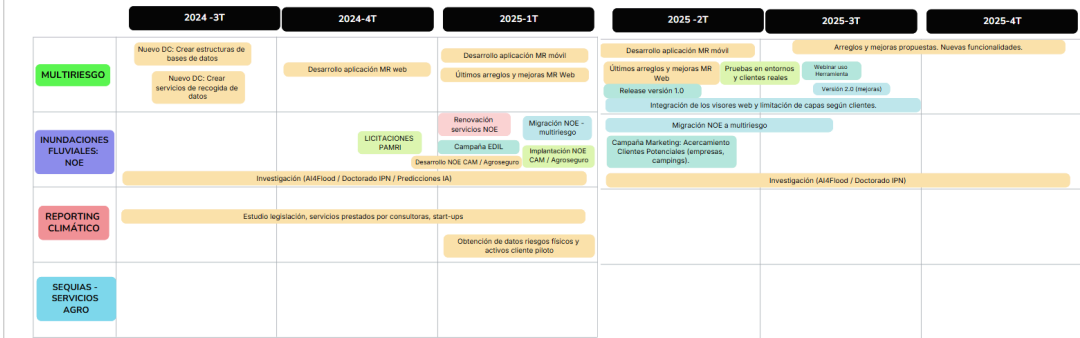 2024 -3T
2024-4T
2025-1T
2025 -2T
2025-3T
2025-4T
MULTIRIESGO
Nuevo DC: Crear estructuras de
bases de datos
Nuevo DC: Crear
servicios de recogida de
datos
Desarrollo aplicación MR web
Desarrollo aplicación MR móvil
Últimos arreglos y mejoras MR Web
Desarrollo aplicación MR móvil
Últimos arreglos y mejoras MR
Web
Release versión 1.0
Pruebas en entornos
y clientes reales
Arreglos y mejoras propuestas. Nuevas funcionalidades.
Webinar uso
Herramienta
Versión 2.0 (mejoras)
Integración de los visores web y limitación de capas según clientes.
INUNDACIONES
FLUVIALES:
NOE
LICITACIONES
PAMRI
Renovación
servicios NOE
Migración NOE -
multiriesgo
Campaña EDIL
Desarrollo NOE CAM / Agroseguro
Implantación NOE
CAM / Agroseguro
Investigación (AI4Flood / Doctorado IPN / Predicciones IA)
Migración NOE a multiriesgo
Campaña Marketing: Acercamiento
Clientes Potenciales (empresas,
campings).
Investigación (AI4Flood / Doctorado IPN)
REPORTING
CLIMÁTICO
Estudio legislación, servicios prestados por consultoras, start-ups
Obtención de datos riesgos físicos y
activos cliente piloto
SEQUIAS -
SERVICIOS
AGRO